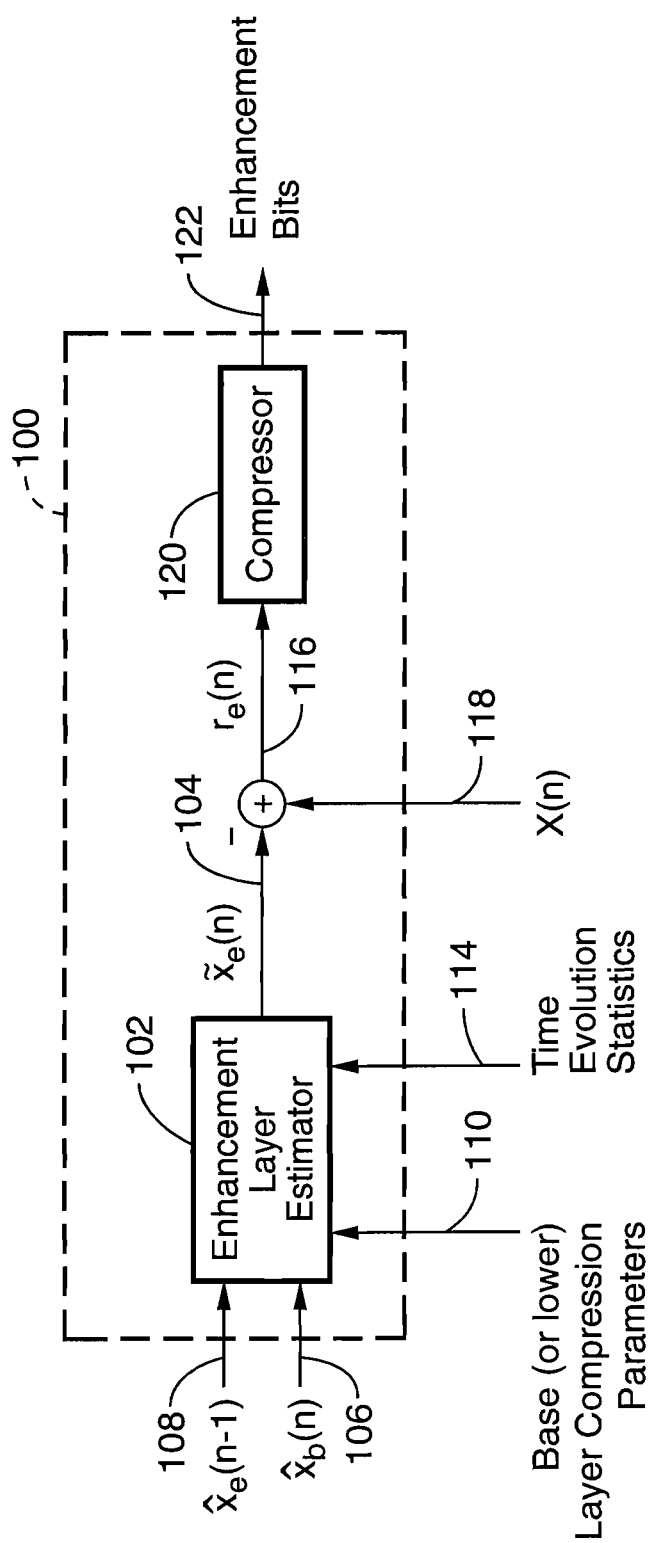 100
108
x̂e(n-1)
x̂b(n)
106
102
Enhancement
Layer
Estimator
x̃e(n)
104
−
+
re(n)
116
120
Compressor
122
Enhancement
Bits
110
Base (or lower)
Layer Compression
Parameters
114
Time
Evolution
Statistics
118
X(n)